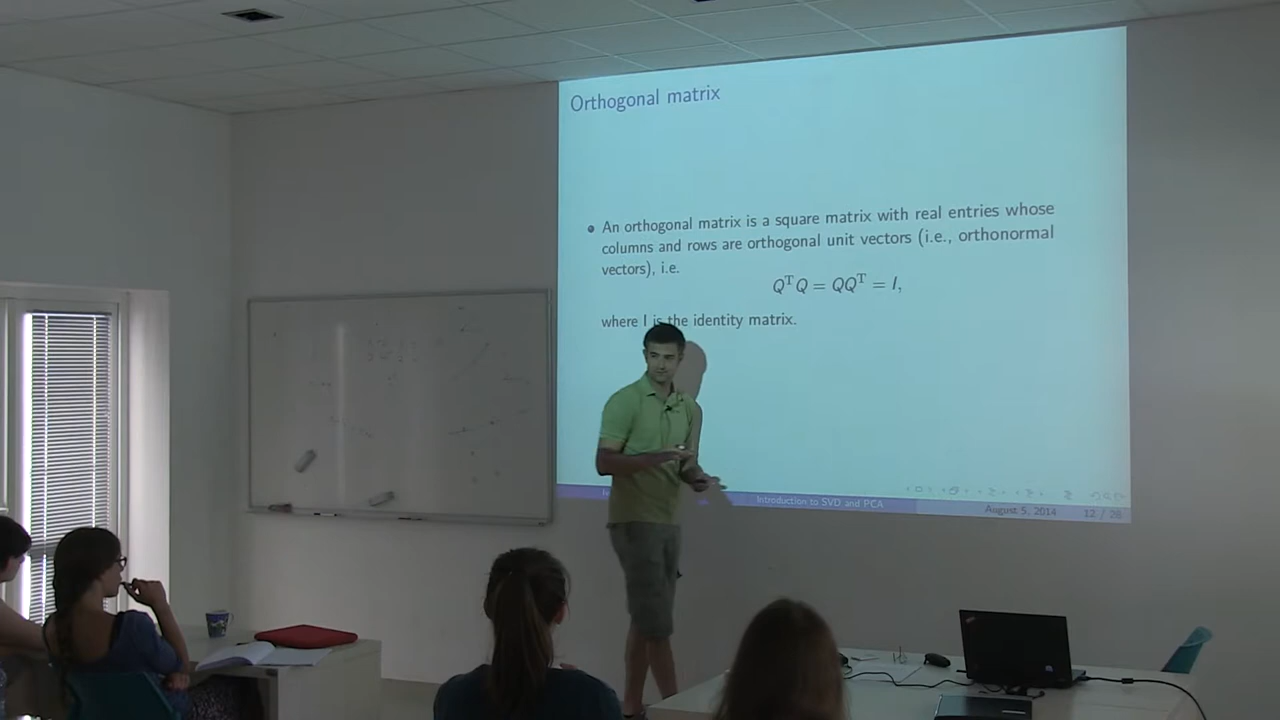 Orthogonal matrix
An orthogonal matrix is a square matrix with real entries whose
columns and rows are orthogonal unit vectors (i.e., orthonormal
vectors), i.e.
QᵀQ = QQᵀ = I,
where I is the identity matrix.
Introduction to SVD and PCA
August 5, 2014
12 / 26